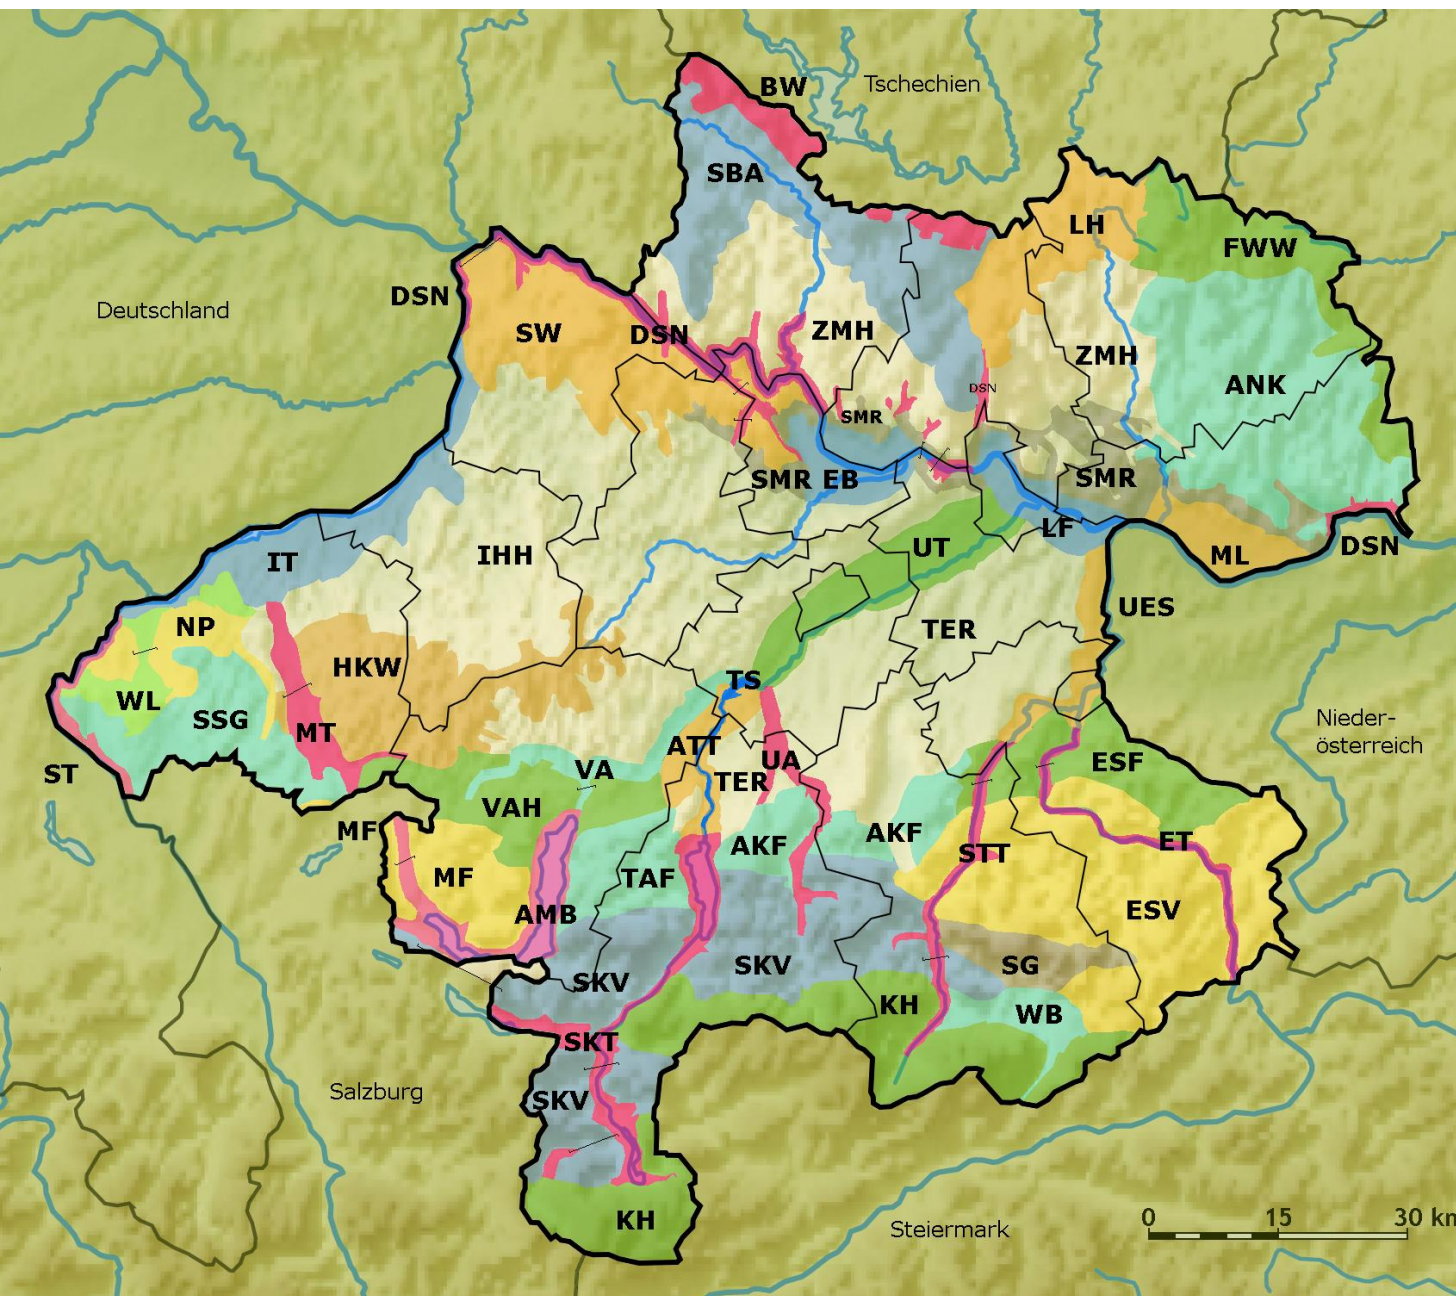 BW
Tschechien
SBA
LH
FWW
DSN
Deutschland
SW
DSN
ZMH
ZMH
ANK
DSN
SMR
SMR
EB
SMR
LF
UT
ML
DSN
IT
IHH
UES
NP
TER
HKW
TS
WL
SSG
MT
ATT
Nieder-
österreich
ST
VA
TER
UA
ESF
VAH
MF
AKF
AKF
STT
ET
MF
TAF
AMB
ESV
SKV
SKV
SG
KH
WB
SKT
Salzburg
SKV
KH
Steiermark
0 15 30 km